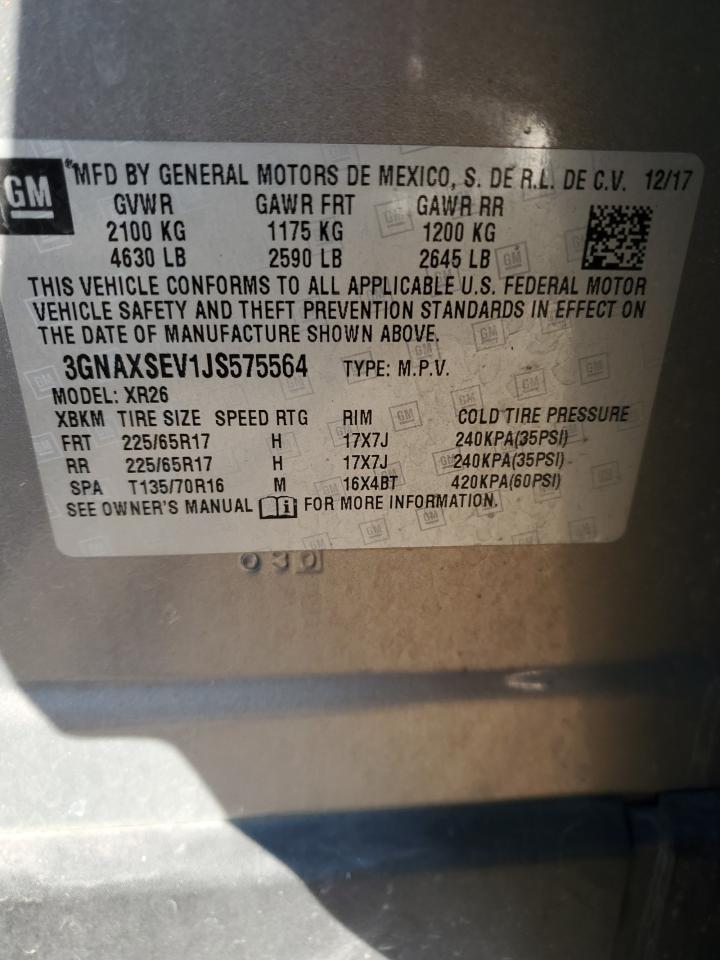 GM
MFD BY GENERAL MOTORS DE MEXICO, S. DE R.L. DE C.V. 12/17
GVWR GAWR FRT GAWR RR
2100 KG 1175 KG 1200 KG
4630 LB 2590 LB 2645 LB
THIS VEHICLE CONFORMS TO ALL APPLICABLE U.S. FEDERAL MOTOR
VEHICLE SAFETY AND THEFT PREVENTION STANDARDS IN EFFECT ON
THE DATE OF MANUFACTURE SHOWN ABOVE.
3GNAXSEV1JS575564 TYPE: M.P.V.
MODEL: XR26
XBKM TIRE SIZE SPEED RTG RIM COLD TIRE PRESSURE
FRT 225/65R17 H 17X7J 240KPA(35PSI)
RR 225/65R17 H 17X7J 240KPA(35PSI)
SPA T135/70R16 M 16X4BT 420KPA(60PSI)
SEE OWNER'S MANUAL FOR MORE INFORMATION.